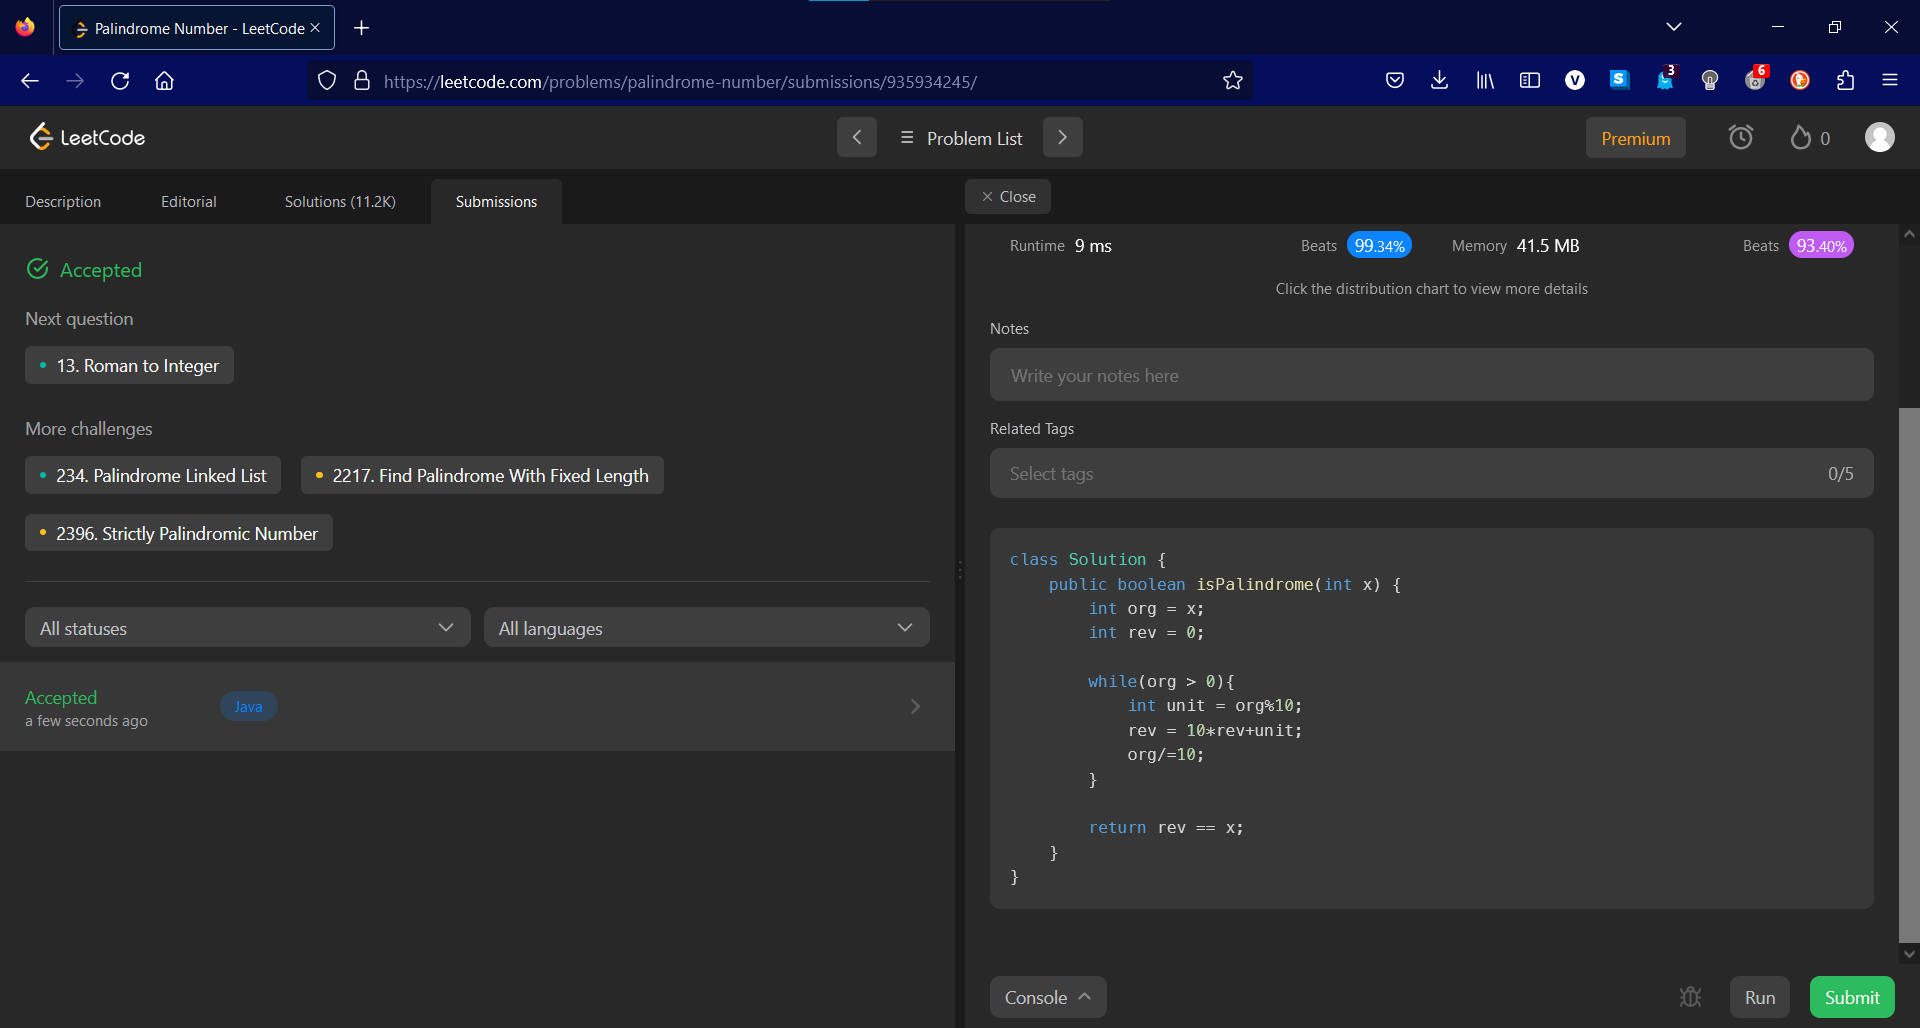 Palindrome Number - LeetCode
https://leetcode.com/problems/palindrome-number/submissions/935934245/
V S 3 6
LeetCode
Problem List
Premium
0
Description Editorial Solutions (11.2K) Submissions
Close
Accepted
Next question
13. Roman to Integer
More challenges
234. Palindrome Linked List
2217. Find Palindrome With Fixed Length
2396. Strictly Palindromic Number
All statuses
All languages
Accepted
a few seconds ago
Java
Runtime 9 ms Beats 99.34% Memory 41.5 MB Beats 93.40%
Click the distribution chart to view more details
Notes
Write your notes here
Related Tags
Select tags 0/5
class Solution {
    public boolean isPalindrome(int x) {
        int org = x;
        int rev = 0;
        while(org > 0){
            int unit = org%10;
            rev = 10*rev+unit;
            org/=10;
        }
        return rev == x;
    }
}
Console
Run
Submit